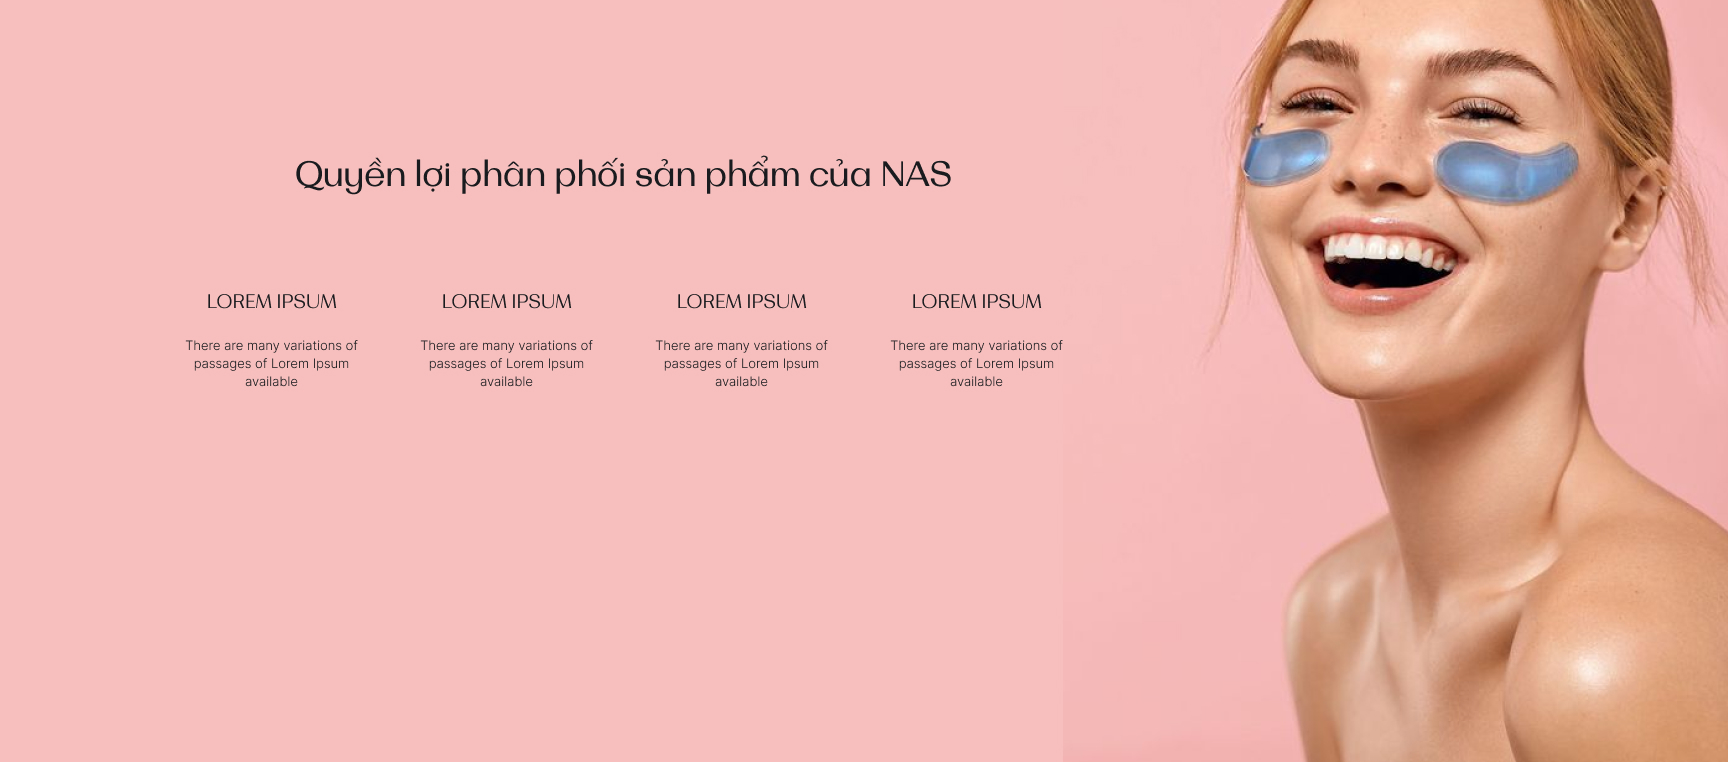 Quyền lợi phân phối sản phẩm của NAS
LOREM IPSUM
There are many variations of
passages of Lorem Ipsum
available
LOREM IPSUM
There are many variations of
passages of Lorem Ipsum
available
LOREM IPSUM
There are many variations of
passages of Lorem Ipsum
available
LOREM IPSUM
There are many variations of
passages of Lorem Ipsum
available